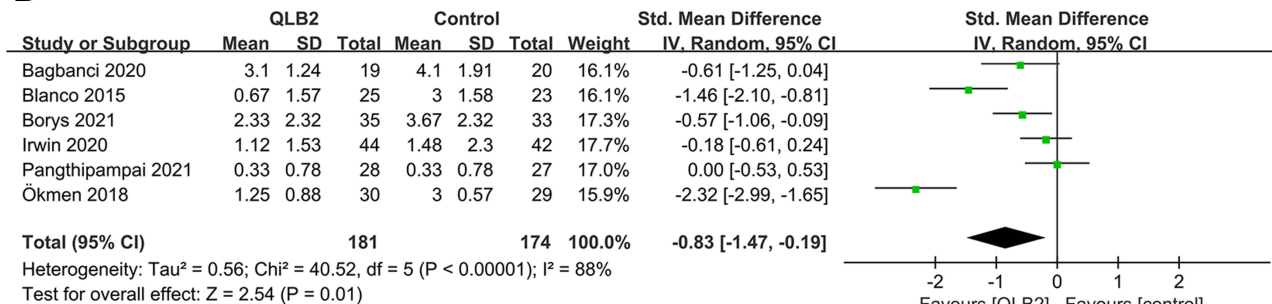 QLB2 Control Std. Mean Difference Std. Mean Difference
Study or Subgroup Mean SD Total Mean SD Total Weight IV, Random, 95% CI IV, Random, 95% CI
Bagbanci 2020 3.1 1.24 19 4.1 1.91 20 16.1% -0.61 [-1.25, 0.04]
Blanco 2015 0.67 1.57 25 3 1.58 23 16.1% -1.46 [-2.10, -0.81]
Borys 2021 2.33 2.32 35 3.67 2.32 33 17.3% -0.57 [-1.06, -0.09]
Irwin 2020 1.12 1.53 44 1.48 2.3 42 17.7% -0.18 [-0.61, 0.24]
Pangthipampai 2021 0.33 0.78 28 0.33 0.78 27 17.0% 0.00 [-0.53, 0.53]
Ökmen 2018 1.25 0.88 30 3 0.57 29 15.9% -2.32 [-2.99, -1.65]
Total (95% CI) 181 174 100.0% -0.83 [-1.47, -0.19]
Heterogeneity: Tau² = 0.56; Chi² = 40.52, df = 5 (P < 0.00001); I² = 88%
Test for overall effect: Z = 2.54 (P = 0.01)
-2 -1 0 1 2
Favours [QLB2] Favours [control]